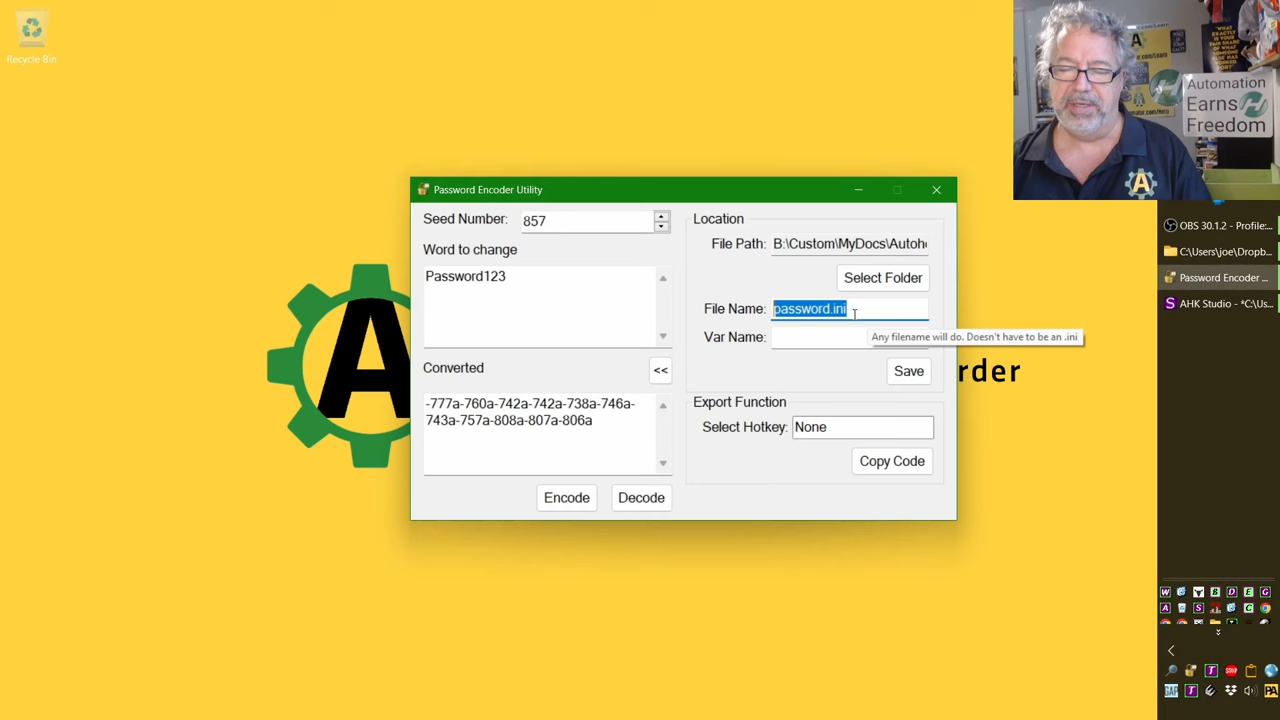 Recycle Bin
Automation
Earns
Freedom
OBS 30.1.2 - Profile:...
C:\Users\joe\Dropb...
Password Encoder ...
AHK Studio - *C:\Us...
Password Encoder Utility
Seed Number:
857
Word to change
Password123
Converted
<<
-777a-760a-742a-742a-738a-746a-
743a-757a-808a-807a-806a
Encode
Decode
Location
File Path:
B:\Custom\MyDocs\Autoh
Select Folder
File Name:
password.ini
Any filename will do. Doesn't have to be an .ini
Var Name:
Save
Export Function
Select Hotkey:
None
Copy Code
rder